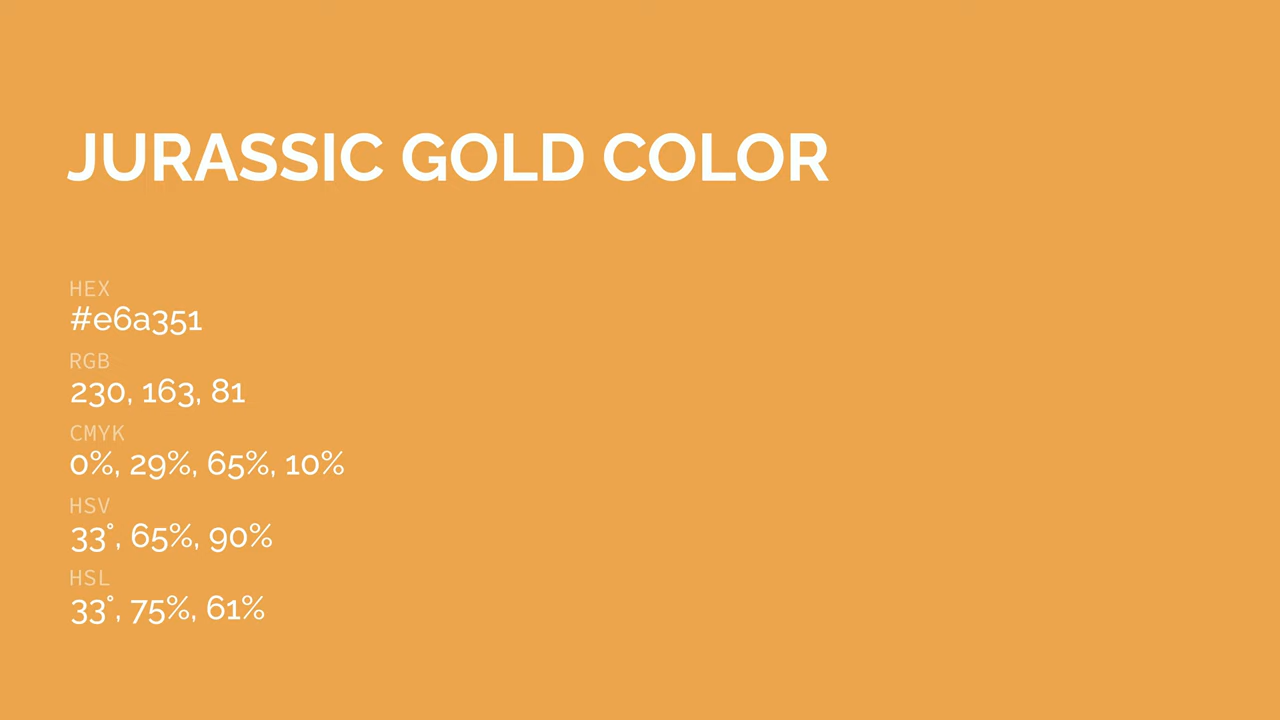 JURASSIC GOLD COLOR
HEX
#e6a351
RGB
230, 163, 81
CMYK
0%, 29%, 65%, 10%
HSV
33°, 65%, 90%
HSL
33°, 75%, 61%